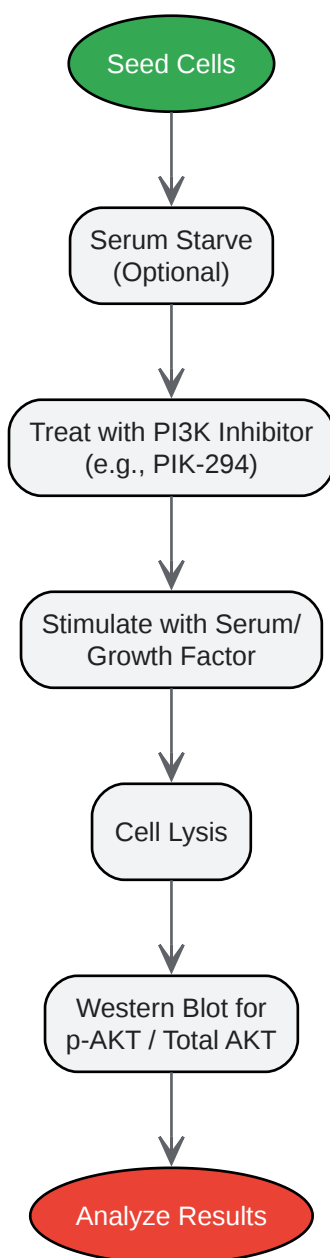 Seed Cells
Serum Starve
(Optional)
Treat with PI3K Inhibitor
(e.g., PIK-294)
Stimulate with Serum/
Growth Factor
Cell Lysis
Western Blot for
p-AKT / Total AKT
Analyze Results